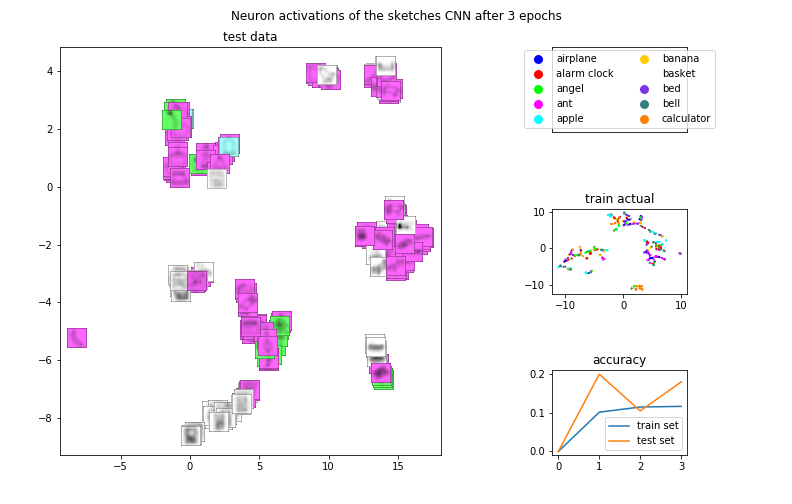 Neuron activations of the sketches CNN after 3 epochs
test data
4
2
0
−2
−4
−6
−8
−5
0
5
10
15
airplane
alarm clock
angel
ant
apple
banana
basket
bed
bell
calculator
train actual
10
0
−10
−10
0
10
accuracy
0.2
0.1
0.0
0
1
2
3
train set
test set